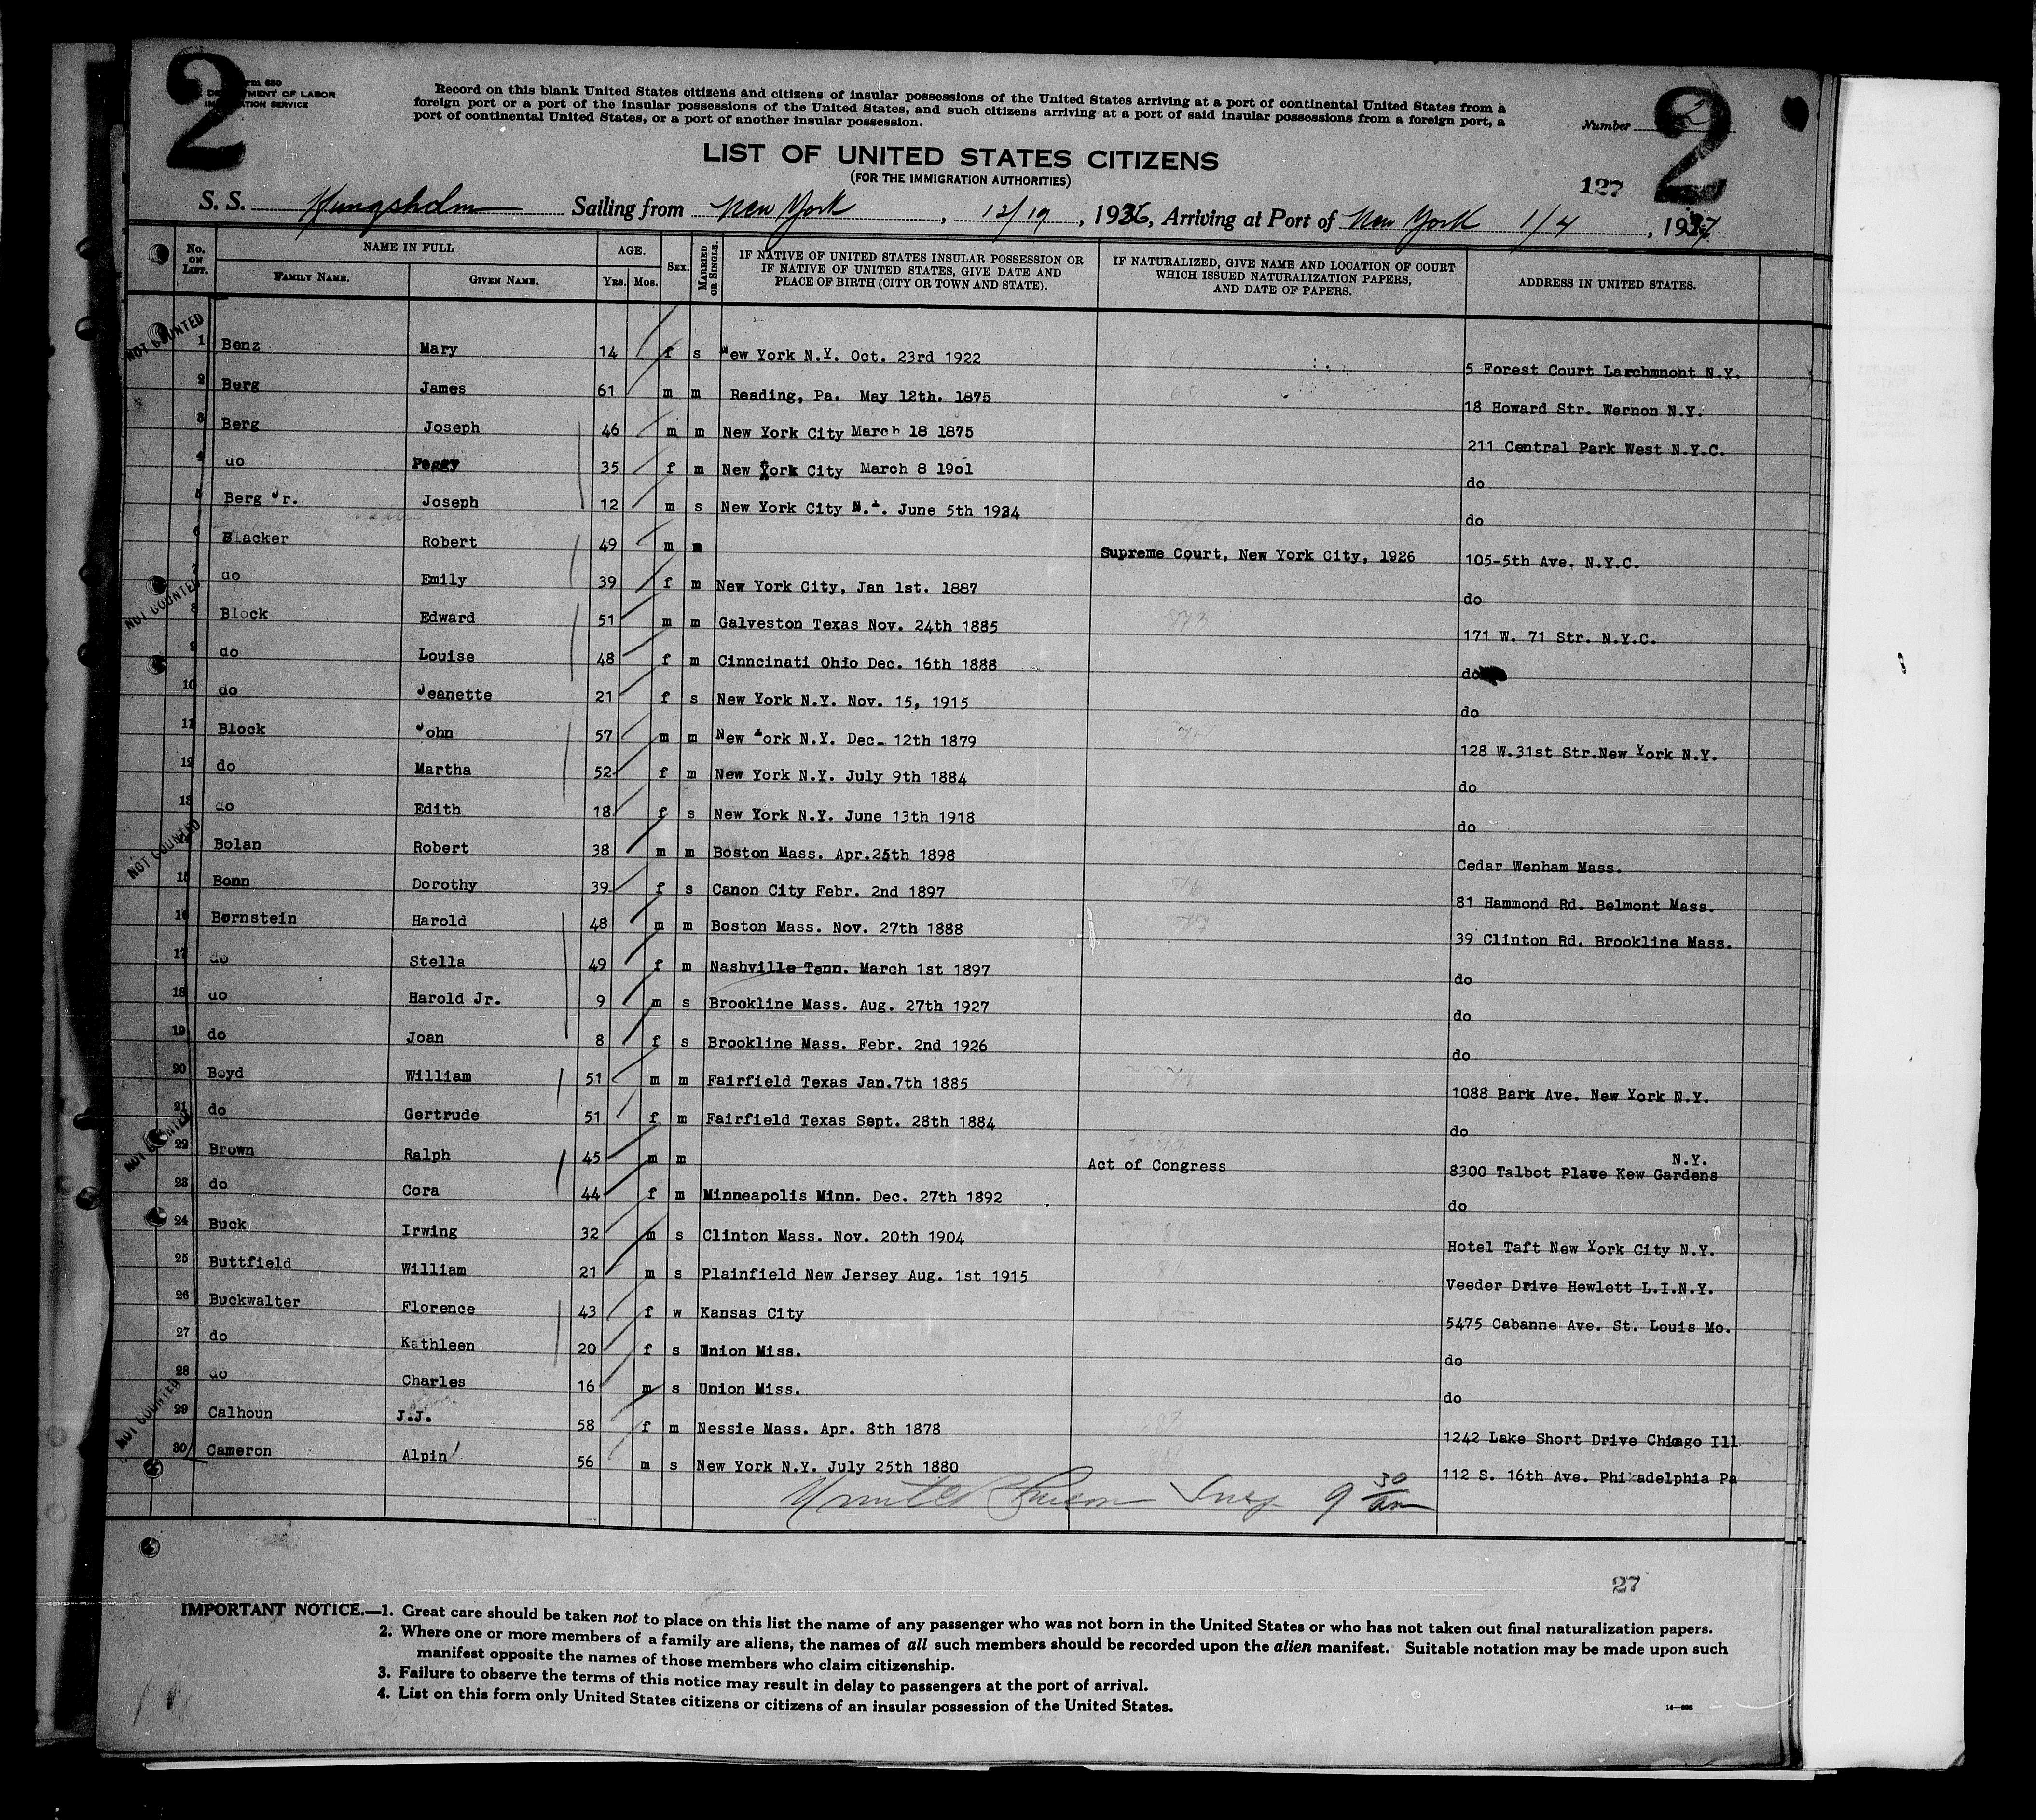 2
Form 630
DEPARTMENT OF LABOR
IMMIGRATION SERVICE
Record on this blank United States citizens and citizens of insular possessions of the United States arriving at a port of continental United States from a
foreign port or a port of the insular possessions of the United States, and such citizens arriving at a port of said insular possessions from a foreign port, a
port of continental United States, or a port of another insular possession.
Number 2
2
LIST OF UNITED STATES CITIZENS
(FOR THE IMMIGRATION AUTHORITIES)
127
S. S. Kungsholm Sailing from New York, 12/19, 1936, Arriving at Port of New York 1/4, 1937
No. ON LIST. NAME IN FULL FAMILY NAME. GIVEN NAME. AGE. Yrs. Mos. SEX. MARRIED OR SINGLE. IF NATIVE OF UNITED STATES INSULAR POSSESSION OR IF NATIVE OF UNITED STATES, GIVE DATE AND PLACE OF BIRTH (CITY OR TOWN AND STATE). IF NATURALIZED, GIVE NAME AND LOCATION OF COURT WHICH ISSUED NATURALIZATION PAPERS, AND DATE OF PAPERS. ADDRESS IN UNITED STATES.
NOT COUNTED
1 Benz Mary 14 f s New York N.Y. Oct. 23rd 1922 5 Forest Court Larchmnoht N.Y.
2 Berg James 61 m m Reading, Pa. May 12th. 1875 18 Howard Str. Wernon N.Y.
3 Berg Joseph 46 m m New York City March 18 1875 211 Central Park West N.Y.C.
4 do Peggy 35 f m New York City March 8 19ol do
5 Berg Jr. Joseph 12 m s New York City N.Y. June 5th 1924 do
6 Blacker Robert 49 m m Supreme Court, New York City, 1926 105-5th Ave. N.Y.C.
7 do Emily 39 f m New York City, Jan 1st. 1887 do
NOT COUNTED
8 Block Edward 51 m m Galveston Texas Nov. 24th 1885 171 W. 71 Str. N.Y.C.
9 do Louise 48 f m Cinncinati Ohio Dec. 16th 1888 do
10 do Jeanette 21 f s New York N.Y. Nov. 15, 1915 do
11 Block John 57 m m New York N.Y. Dec. 12th 1879 128 W.31st Str.New York N.Y.
12 do Martha 52 f m New York N.Y. July 9th 1884 do
13 do Edith 18 f s New York N.Y. June 13th 1918 do
NOT COUNTED
Bolan Robert 38 m m Boston Mass. Apr.25th 1898 Cedar Wenham Mass.
15 Bonn Dorothy 39 f s Canon City Febr. 2nd 1897 81 Hammond Rd. Belmont Mass.
16 Bernstein Harold 48 m m Boston Mass. Nov. 27th 1888 39 Clinton Rd. Brookline Mass.
17 do Stella 49 f m Nashville Tenn. March 1st 1897 do
18 do Harold Jr. 9 m s Brookline Mass. Aug. 27th 1927 do
19 do Joan 8 f s Brookline Mass. Febr. 2nd 1926 do
20 Boyd William 51 m m Fairfield Texas Jan.7th 1885 1088 Park Ave. New York N.Y.
21 do Gertrude 51 f m Fairfield Texas Sept. 28th 1884 do
NOT COUNTED
22 Brown Ralph 45 m m Act of Congress 8300 Talbot Place Kew Gardens N.Y.
23 do Cora 44 f m Minneapolis Minn. Dec. 27th 1892 do
24 Buck Irwing 32 m s Clinton Mass. Nov. 20th 1904 Hotel Taft New York City N.Y.
25 Buttfield William 21 m s Plainfield New Jersey Aug. 1st 1915 Veeder Drive Hewlett L.I.N.Y.
26 Buckwalter Florence 43 f w Kansas City 5475 Cabanne Ave. St. Louis Mo.
27 do Kathleen 20 f s Union Miss. do
28 do Charles 16 m s Union Miss. do
NOT COUNTED
29 Calhoun J.J. 58 f m Nessie Mass. Apr. 8th 1878 1242 Lake Short Drive Chicago Ill
30 Cameron Alpin 56 m s New York N.Y. July 25th 1880 112 S. 16th Ave. Philadelphia Pa
Insp 9 30 am
27
IMPORTANT NOTICE.—1. Great care should be taken not to place on this list the name of any passenger who was not born in the United States or who has not taken out final naturalization papers.
2. Where one or more members of a family are aliens, the names of all such members should be recorded upon the alien manifest. Suitable notation may be made upon such
manifest opposite the names of those members who claim citizenship.
3. Failure to observe the terms of this notice may result in delay to passengers at the port of arrival.
4. List on this form only United States citizens or citizens of an insular possession of the United States.